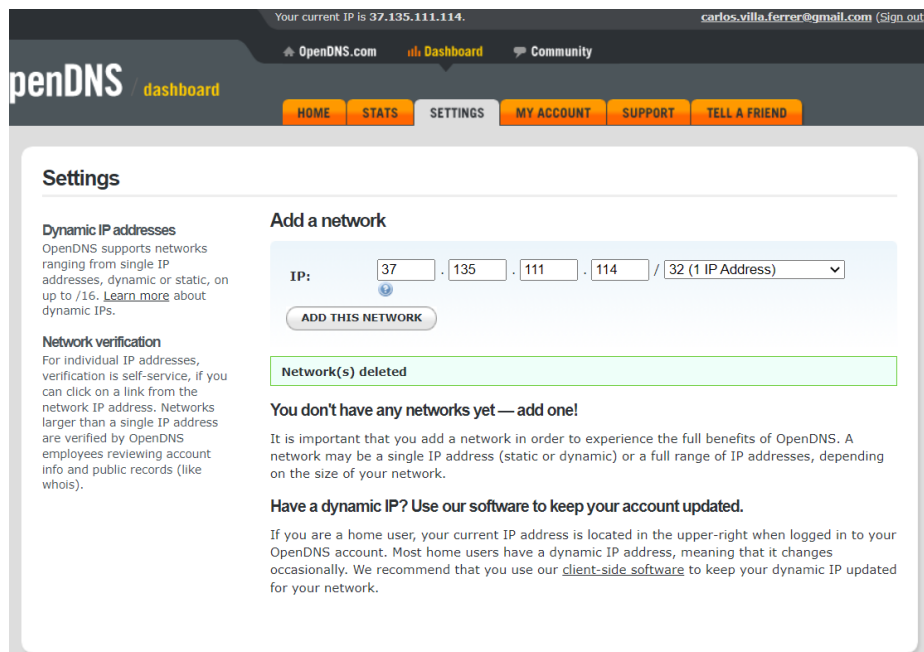 Your current IP is 37.135.111.114.
carlos.villa.ferrer@gmail.com (Sign out
OpenDNS.com
Dashboard
Community
penDNS / dashboard
HOME
STATS
SETTINGS
MY ACCOUNT
SUPPORT
TELL A FRIEND
Settings
Dynamic IP addresses
OpenDNS supports networks
ranging from single IP
addresses, dynamic or static, on
up to /16. Learn more about
dynamic IPs.
Network verification
For individual IP addresses,
verification is self-service, if you
can click on a link from the
network IP address. Networks
larger than a single IP address
are verified by OpenDNS
employees reviewing account
info and public records (like
whois).
Add a network
IP: 37 . 135 . 111 . 114 / 32 (1 IP Address)
?
ADD THIS NETWORK
Network(s) deleted
You don't have any networks yet — add one!
It is important that you add a network in order to experience the full benefits of OpenDNS. A
network may be a single IP address (static or dynamic) or a full range of IP addresses, depending
on the size of your network.
Have a dynamic IP? Use our software to keep your account updated.
If you are a home user, your current IP address is located in the upper-right when logged in to your
OpenDNS account. Most home users have a dynamic IP address, meaning that it changes
occasionally. We recommend that you use our client-side software to keep your dynamic IP updated
for your network.